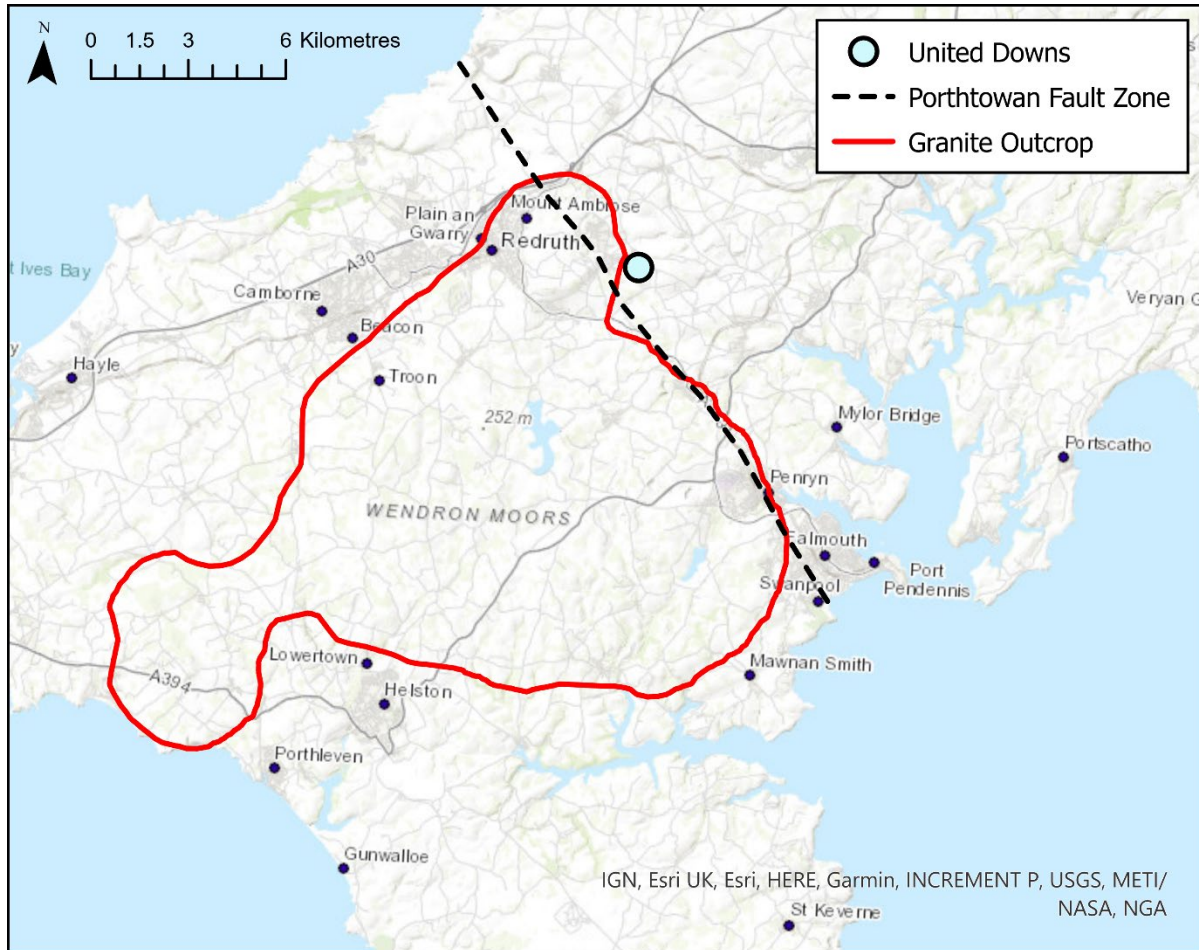 N
0 1.5 3 6 Kilometres
United Downs
Porthtowan Fault Zone
Granite Outcrop
Mount Ambrose
Plain an
Gwarry
Redruth
A30
t Ives Bay
Camborne
Veryan G
Beacon
Hayle
Troon
252 m
Mylor Bridge
Portscatho
Penryn
WENDRON MOORS
Falmouth
Port
Pendennis
Swanpool
Lowertown
Mawnan Smith
A394
Helston
Porthleven
Gunwalloe
IGN, Esri UK, Esri, HERE, Garmin, INCREMENT P, USGS, METI/
NASA, NGA
St Keverne